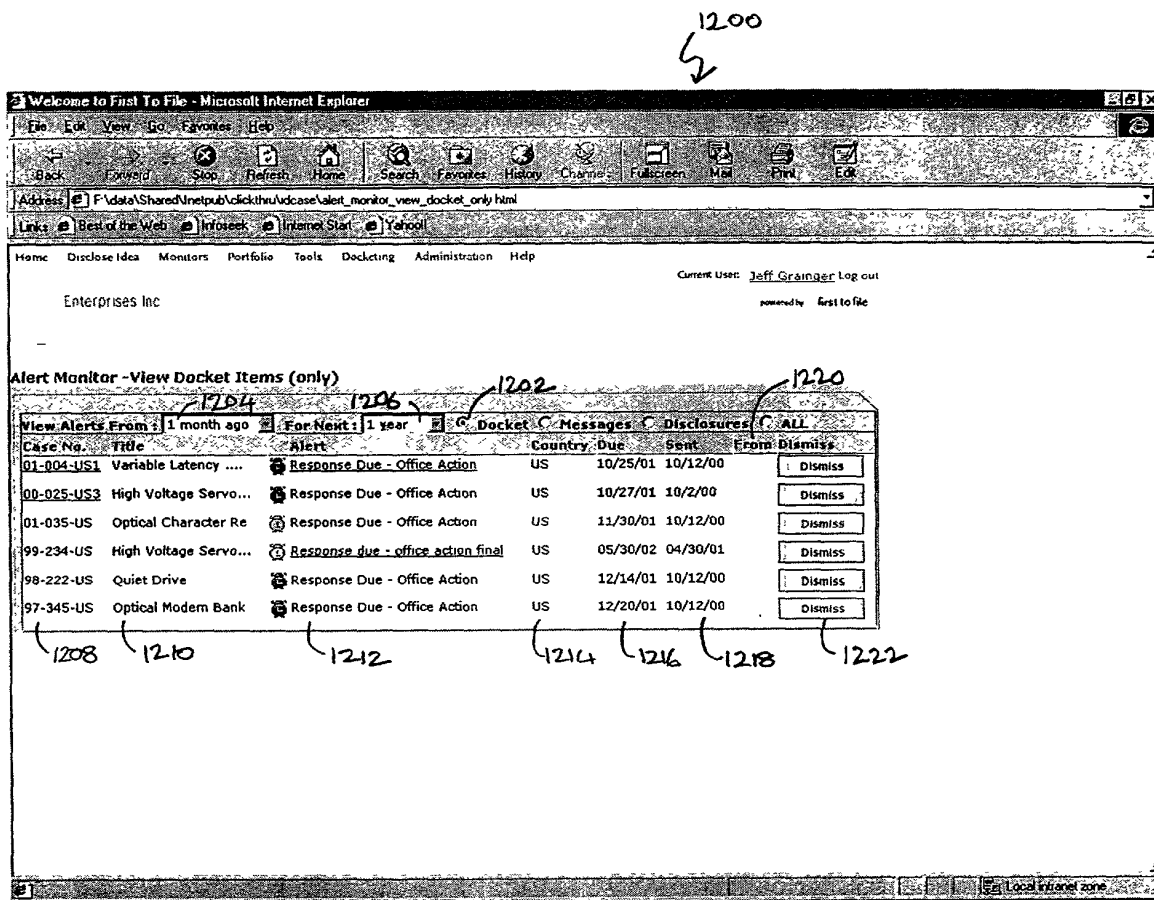 1200
Welcome to First To File - Microsoft Internet Explorer
File Edit View Go Favorites Help
Back Forward Stop Refresh Home Search Favorites History Channels Fullscreen Mail Print Edit
Address F:\data\Shared\Inetpub\clickthru\vdcase\alert_monitor_view_docket_only html
Links Best of the Web Infoseek Internet Start Yahoo!!
Home Disclose Idea Monitors Portfolio Tools Docketing Administration Help
Current User: Jeff Grainger Log out
Enterprises Inc
powered by first to file
Alert Monitor -View Docket Items (only)
1202 1220
1204 1206
View Alerts From : 1 month ago For Next : 1 year Docket Messages Disclosures ALL
Case No. Title Alert Country Due Sent From Dismiss
01-004-US1 Variable Latency .... Response Due - Office Action US 10/25/01 10/12/00 Dismiss
00-025-US3 High Voltage Servo... Response Due - Office Action US 10/27/01 10/2/00 Dismiss
01-035-US Optical Character Re Response Due - Office Action US 11/30/01 10/12/00 Dismiss
99-234-US High Voltage Servo... Response due - office action final US 05/30/02 04/30/01 Dismiss
98-222-US Quiet Drive Response Due - Office Action US 12/14/01 10/12/00 Dismiss
97-345-US Optical Modem Bank Response Due - Office Action US 12/20/01 10/12/00 Dismiss
1208 1210 1212 1214 1216 1218 1222
Local intranet zone